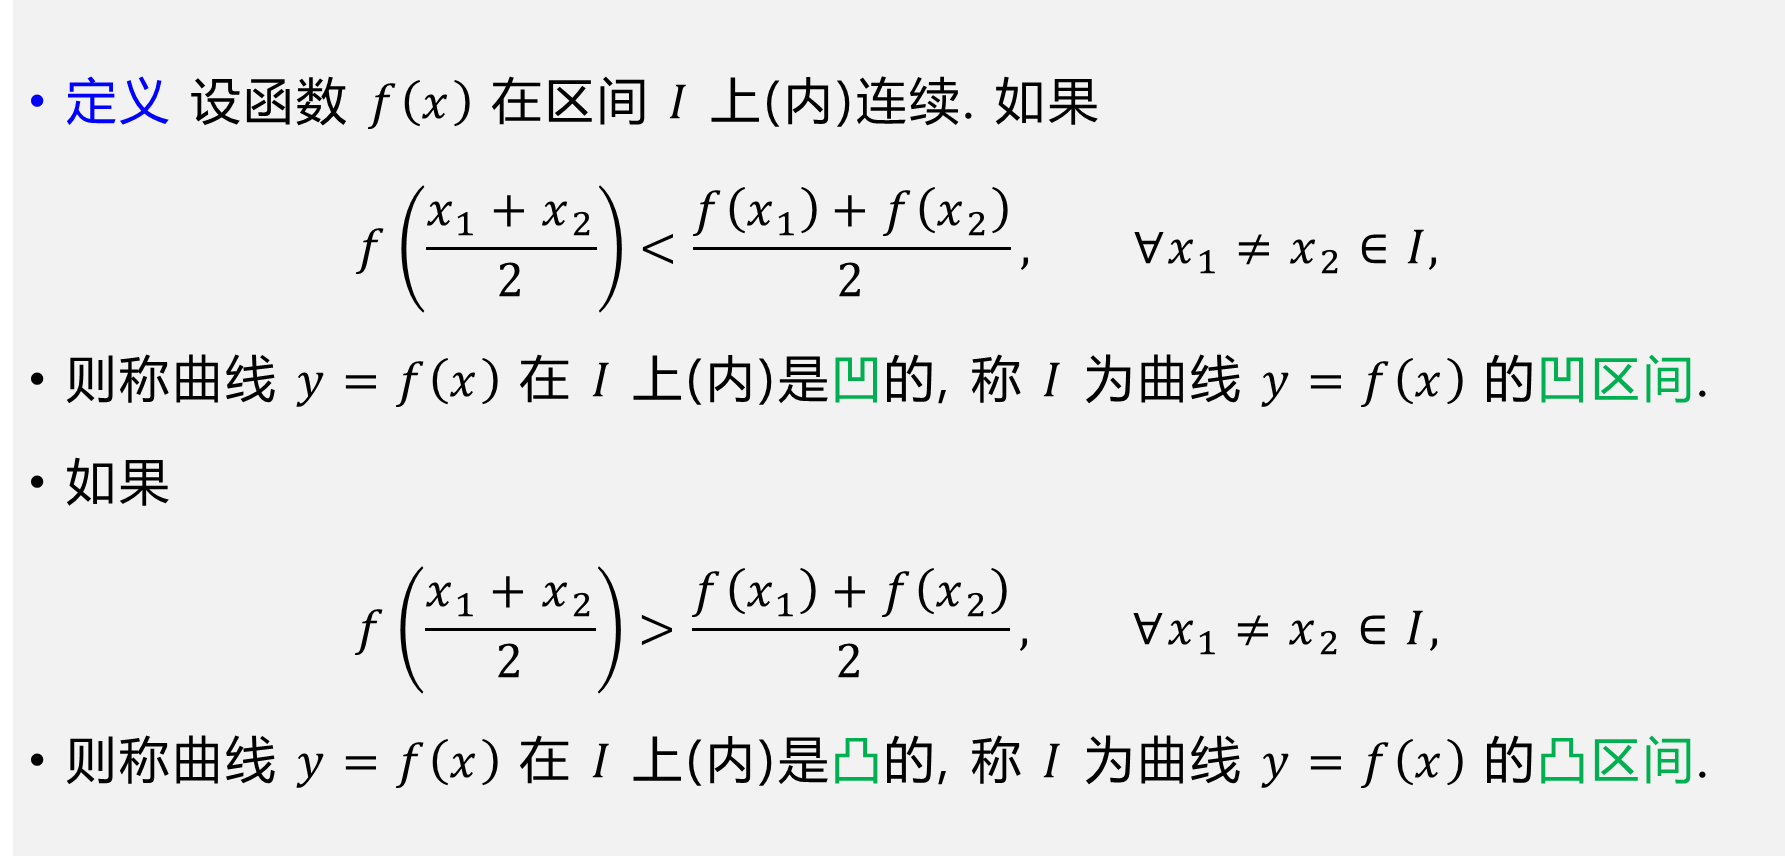 • 定义 设函数 f(x) 在区间 I 上(内)连续. 如果
f((x₁ + x₂)/2) < (f(x₁) + f(x₂))/2, ∀x₁ ≠ x₂ ∈ I,
• 则称曲线 y = f(x) 在 I 上(内)是凹的, 称 I 为曲线 y = f(x) 的凹区间.
• 如果
f((x₁ + x₂)/2) > (f(x₁) + f(x₂))/2, ∀x₁ ≠ x₂ ∈ I,
• 则称曲线 y = f(x) 在 I 上(内)是凸的, 称 I 为曲线 y = f(x) 的凸区间.